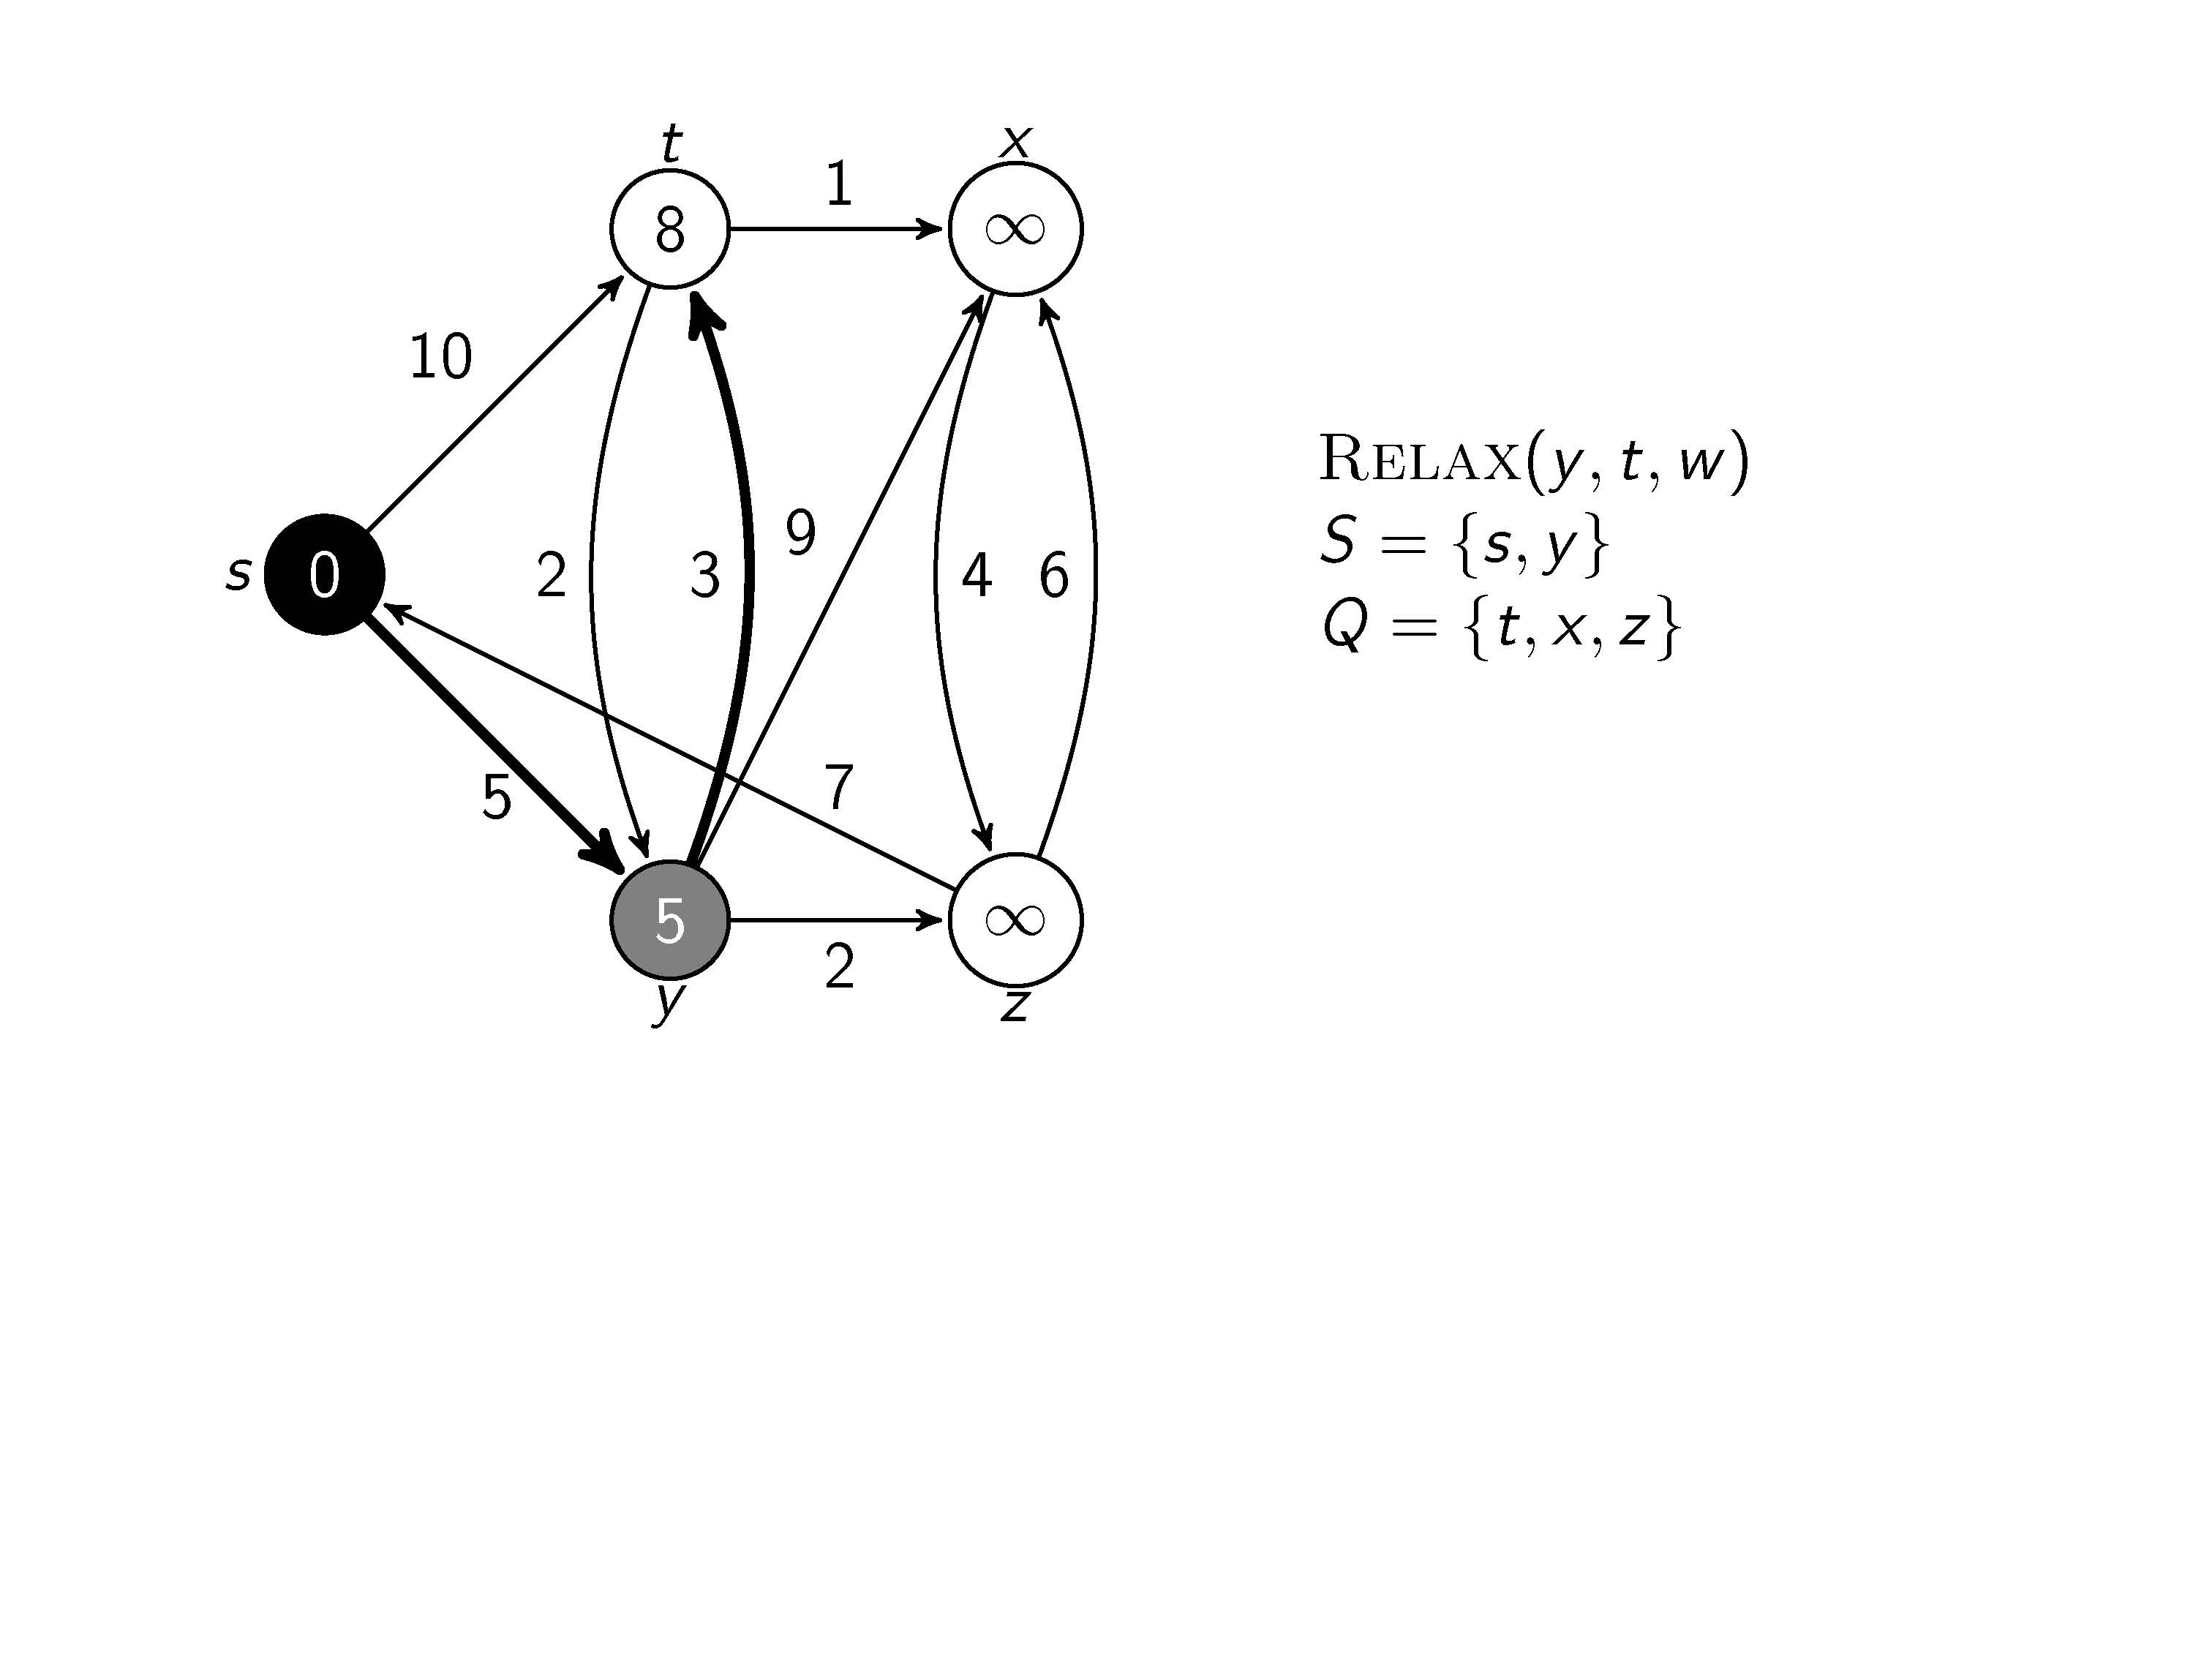 t
x
1
8
∞
10
RELAX(y, t, w)
9
S = {s, y}
s
0
2
3
4
6
Q = {t, x, z}
7
5
5
∞
2
y
z